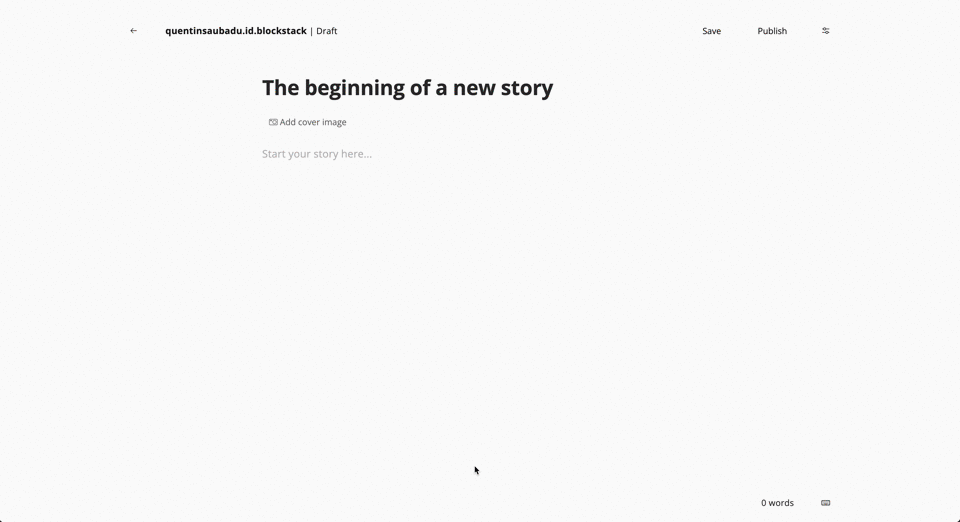 quentinsaubadu.id.blockstack | Draft
Save
Publish
The beginning of a new story
Add cover image
Start your story here...
0 words